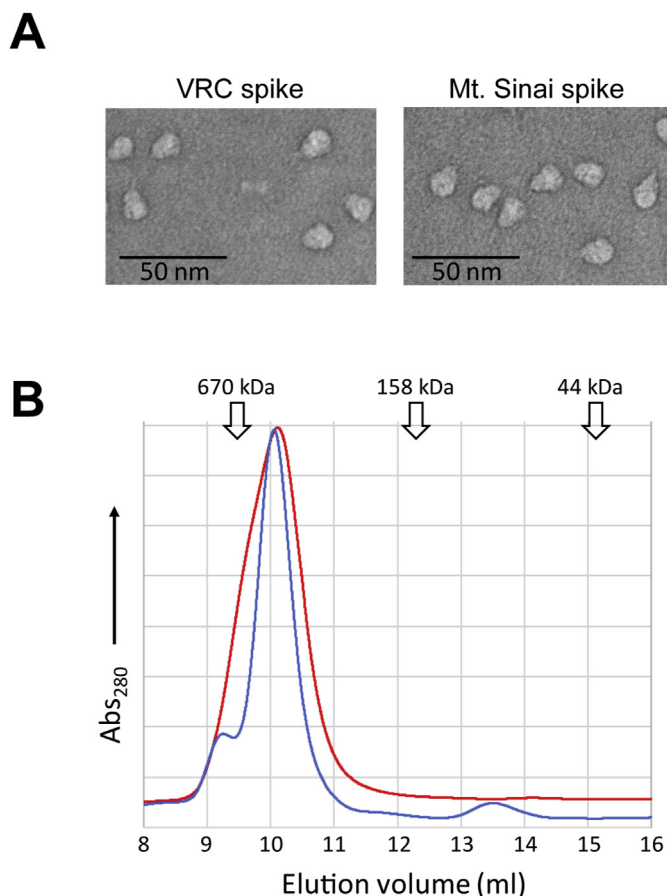 A
VRC spike
Mt. Sinai spike
50 nm
50 nm
B
670 kDa
158 kDa
44 kDa
Abs280
8 9 10 11 12 13 14 15 16
Elution volume (ml)